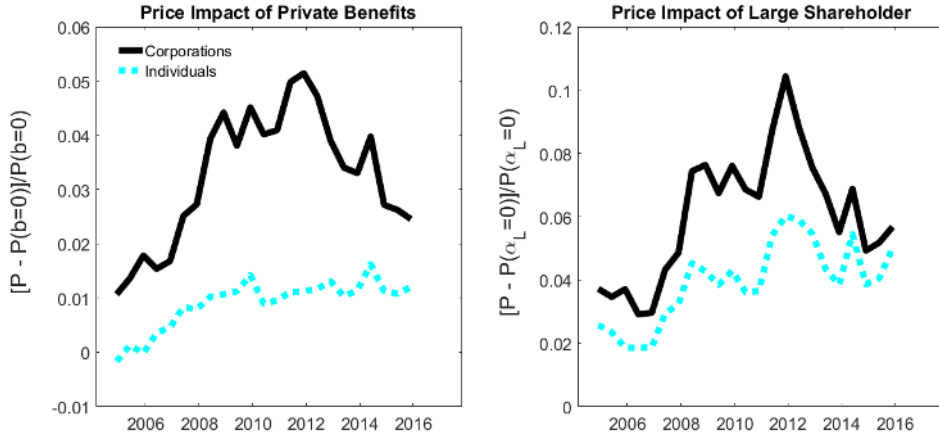 Price Impact of Private Benefits
0.06
0.05
0.04
0.03
0.02
0.01
0
-0.01
[P - P(b=0)]/P(b=0)
Corporations
Individuals
2006 2008 2010 2012 2014 2016
Price Impact of Large Shareholder
0.12
0.1
0.08
0.06
0.04
0.02
0
[P - P(α_L=0)]/P(α_L=0)
2006 2008 2010 2012 2014 2016